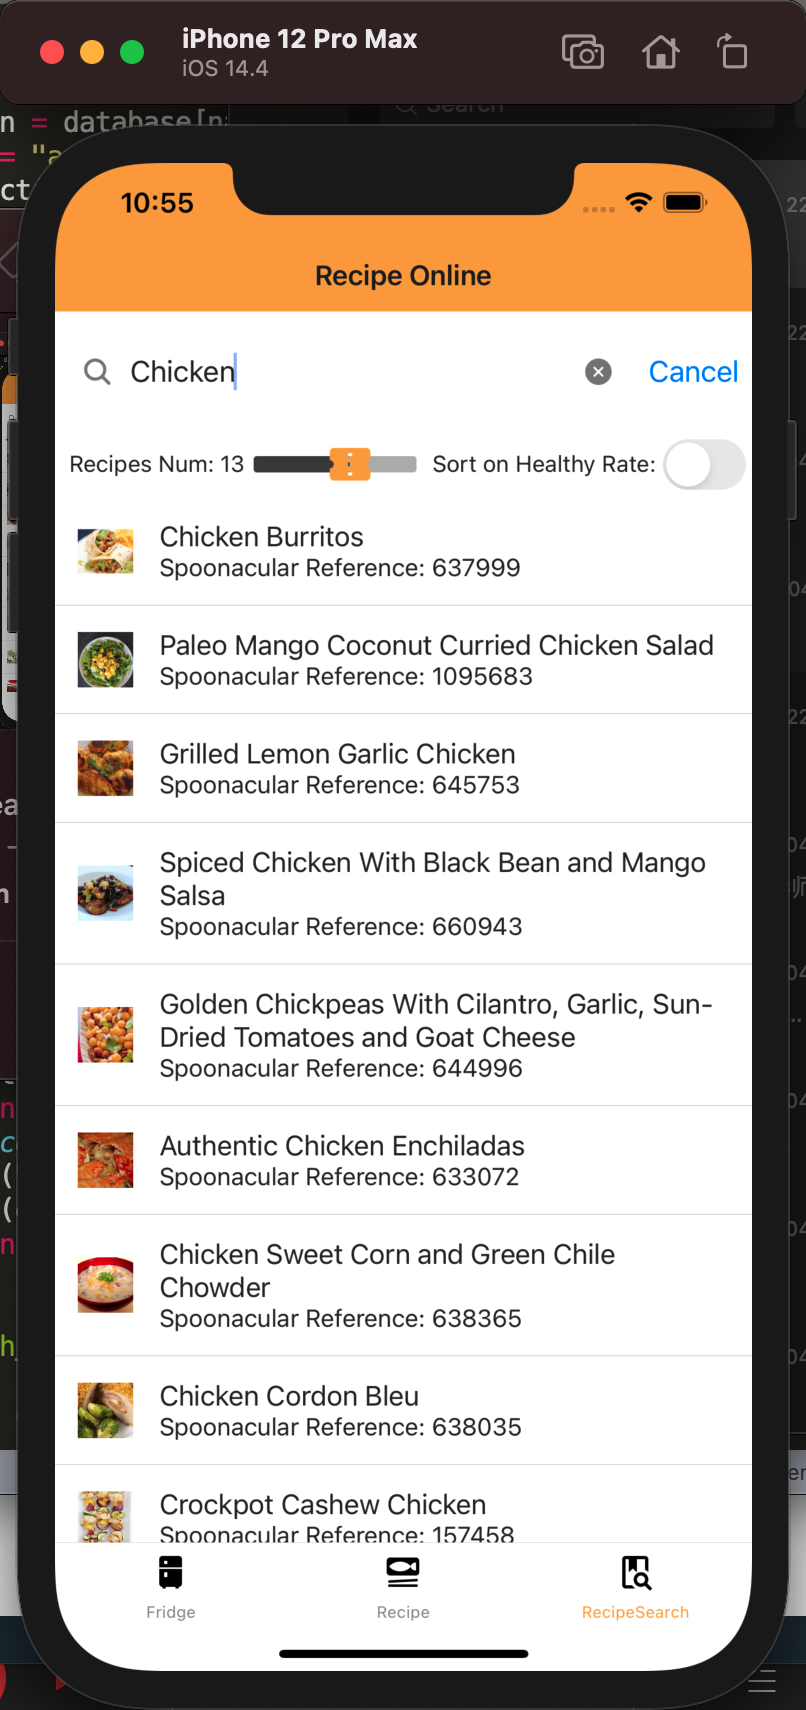 iPhone 12 Pro Max
iOS 14.4
Search
n = database[n
= "a
ct
10:55
Recipe Online
Chicken
Cancel
Recipes Num: 13
Sort on Healthy Rate:
Chicken Burritos
Spoonacular Reference: 637999
Paleo Mango Coconut Curried Chicken Salad
Spoonacular Reference: 1095683
Grilled Lemon Garlic Chicken
Spoonacular Reference: 645753
Spiced Chicken With Black Bean and Mango
Salsa
Spoonacular Reference: 660943
Golden Chickpeas With Cilantro, Garlic, Sun-
Dried Tomatoes and Goat Cheese
Spoonacular Reference: 644996
Authentic Chicken Enchiladas
Spoonacular Reference: 633072
Chicken Sweet Corn and Green Chile
Chowder
Spoonacular Reference: 638365
Chicken Cordon Bleu
Spoonacular Reference: 638035
Crockpot Cashew Chicken
Spoonacular Reference: 157458
Fridge
Recipe
RecipeSearch